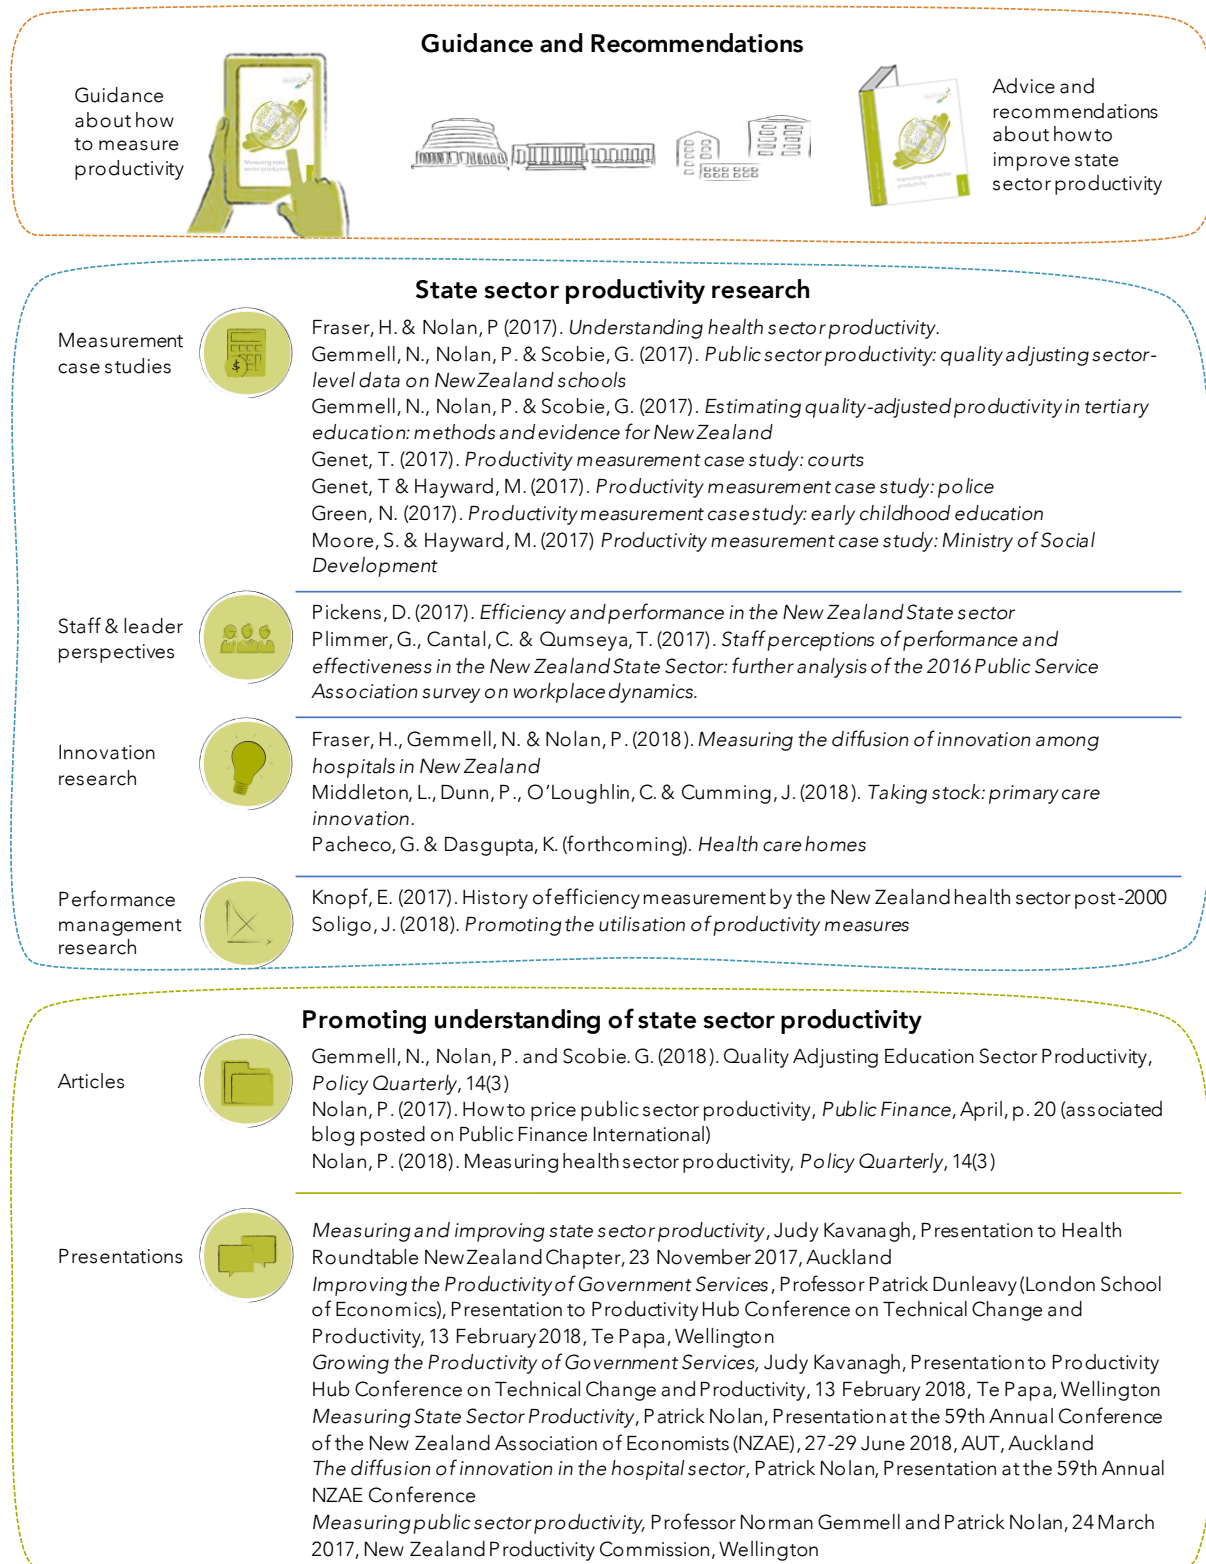 Guidance and Recommendations
Guidance
about how
to measure
productivity
Measuring state
sector productivity
Improving state sector
productivity
Advice and
recommendations
about how to
improve state
sector productivity
State sector productivity research
Measurement
case studies
$
Fraser, H. & Nolan, P (2017). Understanding health sector productivity.
Gemmell, N., Nolan, P. & Scobie, G. (2017). Public sector productivity: quality adjusting sector-
level data on New Zealand schools
Gemmell, N., Nolan, P. & Scobie, G. (2017). Estimating quality-adjusted productivity in tertiary
education: methods and evidence for New Zealand
Genet, T. (2017). Productivity measurement case study: courts
Genet, T & Hayward, M. (2017). Productivity measurement case study: police
Green, N. (2017). Productivity measurement case study: early childhood education
Moore, S. & Hayward, M. (2017) Productivity measurement case study: Ministry of Social
Development
Staff & leader
perspectives
Pickens, D. (2017). Efficiency and performance in the New Zealand State sector
Plimmer, G., Cantal, C. & Qumseya, T. (2017). Staff perceptions of performance and
effectiveness in the New Zealand State Sector: further analysis of the 2016 Public Service
Association survey on workplace dynamics.
Innovation
research
Fraser, H., Gemmell, N. & Nolan, P. (2018). Measuring the diffusion of innovation among
hospitals in New Zealand
Middleton, L., Dunn, P., O'Loughlin, C. & Cumming, J. (2018). Taking stock: primary care
innovation.
Pacheco, G. & Dasgupta, K. (forthcoming). Health care homes
Performance
management
research
Knopf, E. (2017). History of efficiency measurement by the New Zealand health sector post-2000
Soligo, J. (2018). Promoting the utilisation of productivity measures
Promoting understanding of state sector productivity
Articles
Gemmell, N., Nolan, P. and Scobie. G. (2018). Quality Adjusting Education Sector Productivity,
Policy Quarterly, 14(3)
Nolan, P. (2017). How to price public sector productivity, Public Finance, April, p. 20 (associated
blog posted on Public Finance International)
Nolan, P. (2018). Measuring health sector productivity, Policy Quarterly, 14(3)
Presentations
Measuring and improving state sector productivity, Judy Kavanagh, Presentation to Health
Roundtable New Zealand Chapter, 23 November 2017, Auckland
Improving the Productivity of Government Services, Professor Patrick Dunleavy (London School
of Economics), Presentation to Productivity Hub Conference on Technical Change and
Productivity, 13 February 2018, Te Papa, Wellington
Growing the Productivity of Government Services, Judy Kavanagh, Presentation to Productivity
Hub Conference on Technical Change and Productivity, 13 February 2018, Te Papa, Wellington
Measuring State Sector Productivity, Patrick Nolan, Presentation at the 59th Annual Conference
of the New Zealand Association of Economists (NZAE), 27-29 June 2018, AUT, Auckland
The diffusion of innovation in the hospital sector, Patrick Nolan, Presentation at the 59th Annual
NZAE Conference
Measuring public sector productivity, Professor Norman Gemmell and Patrick Nolan, 24 March
2017, New Zealand Productivity Commission, Wellington